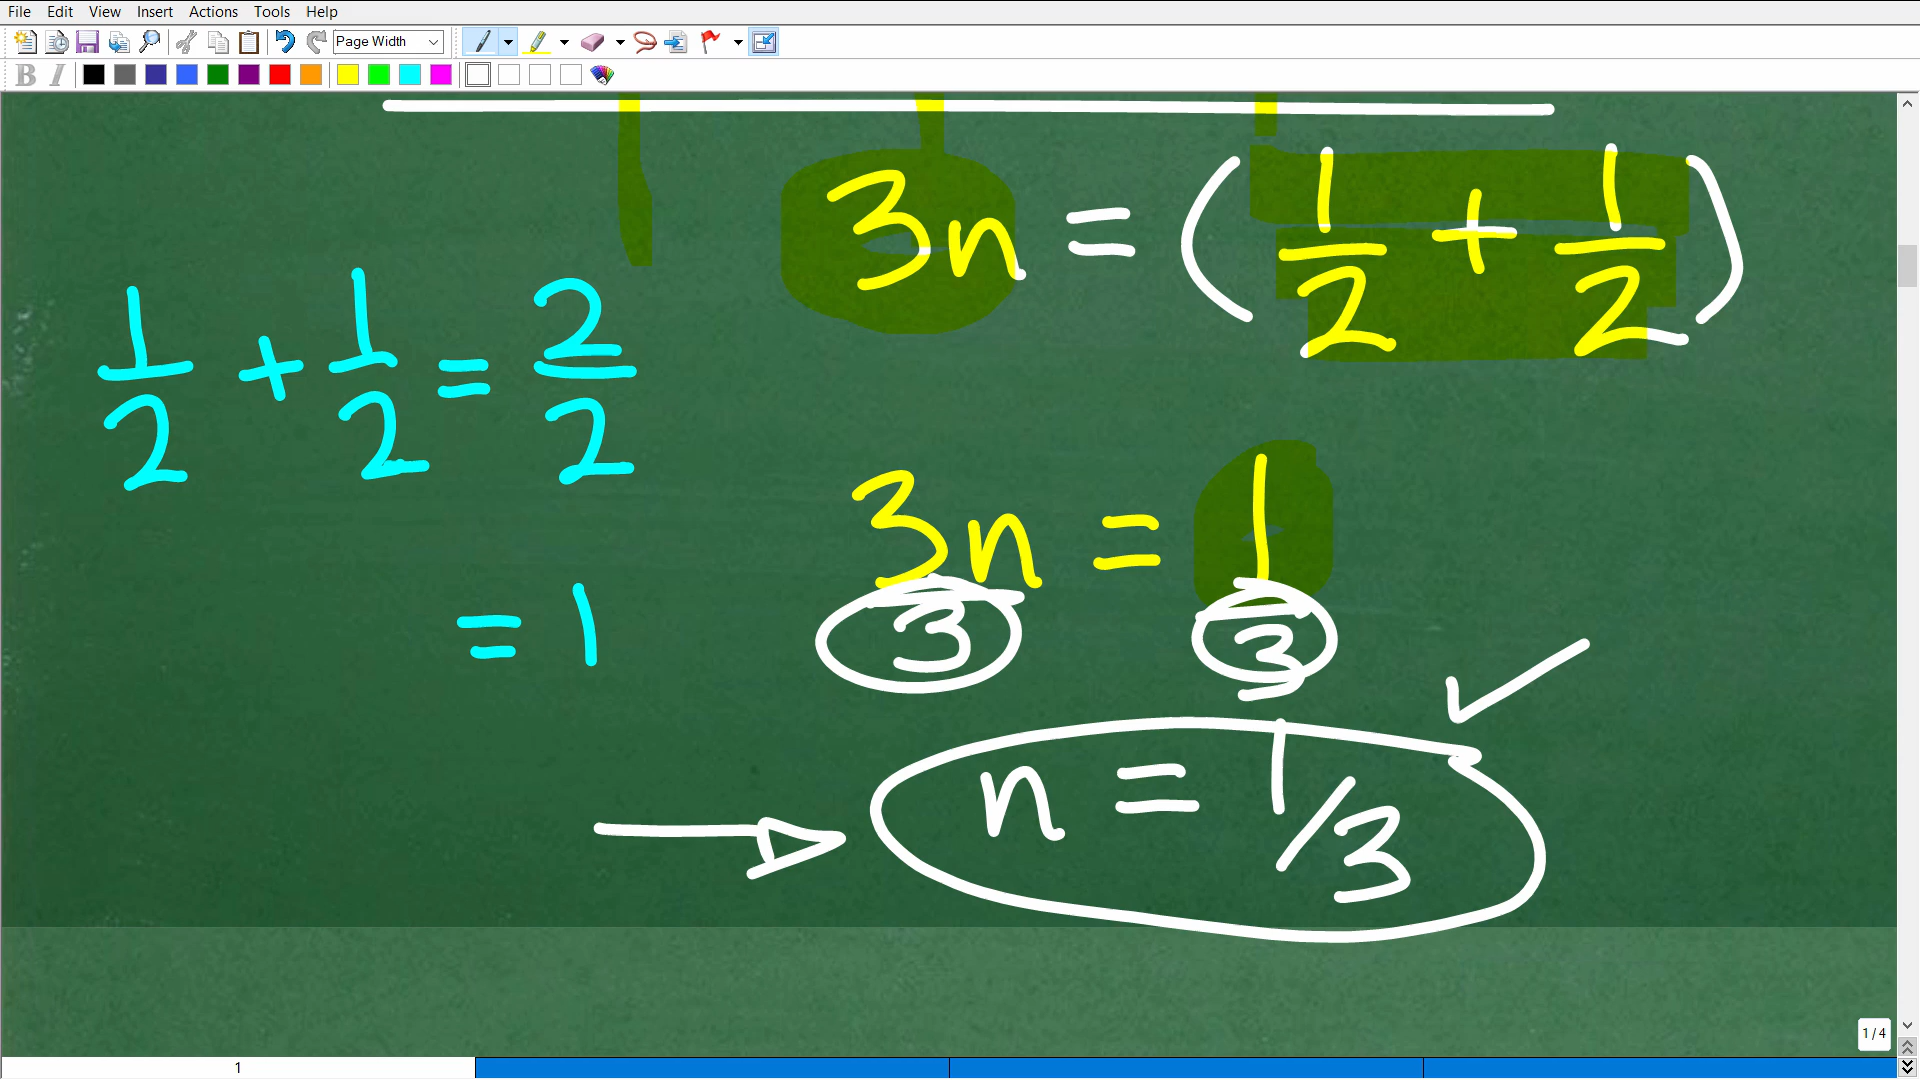 File Edit View Insert Actions Tools Help
Page Width
B I
3n = ( 1/2 + 1/2 )
1/2 + 1/2 = 2/2
= 1
3n/3 = 1/3
n = 1/3
1 / 4
1